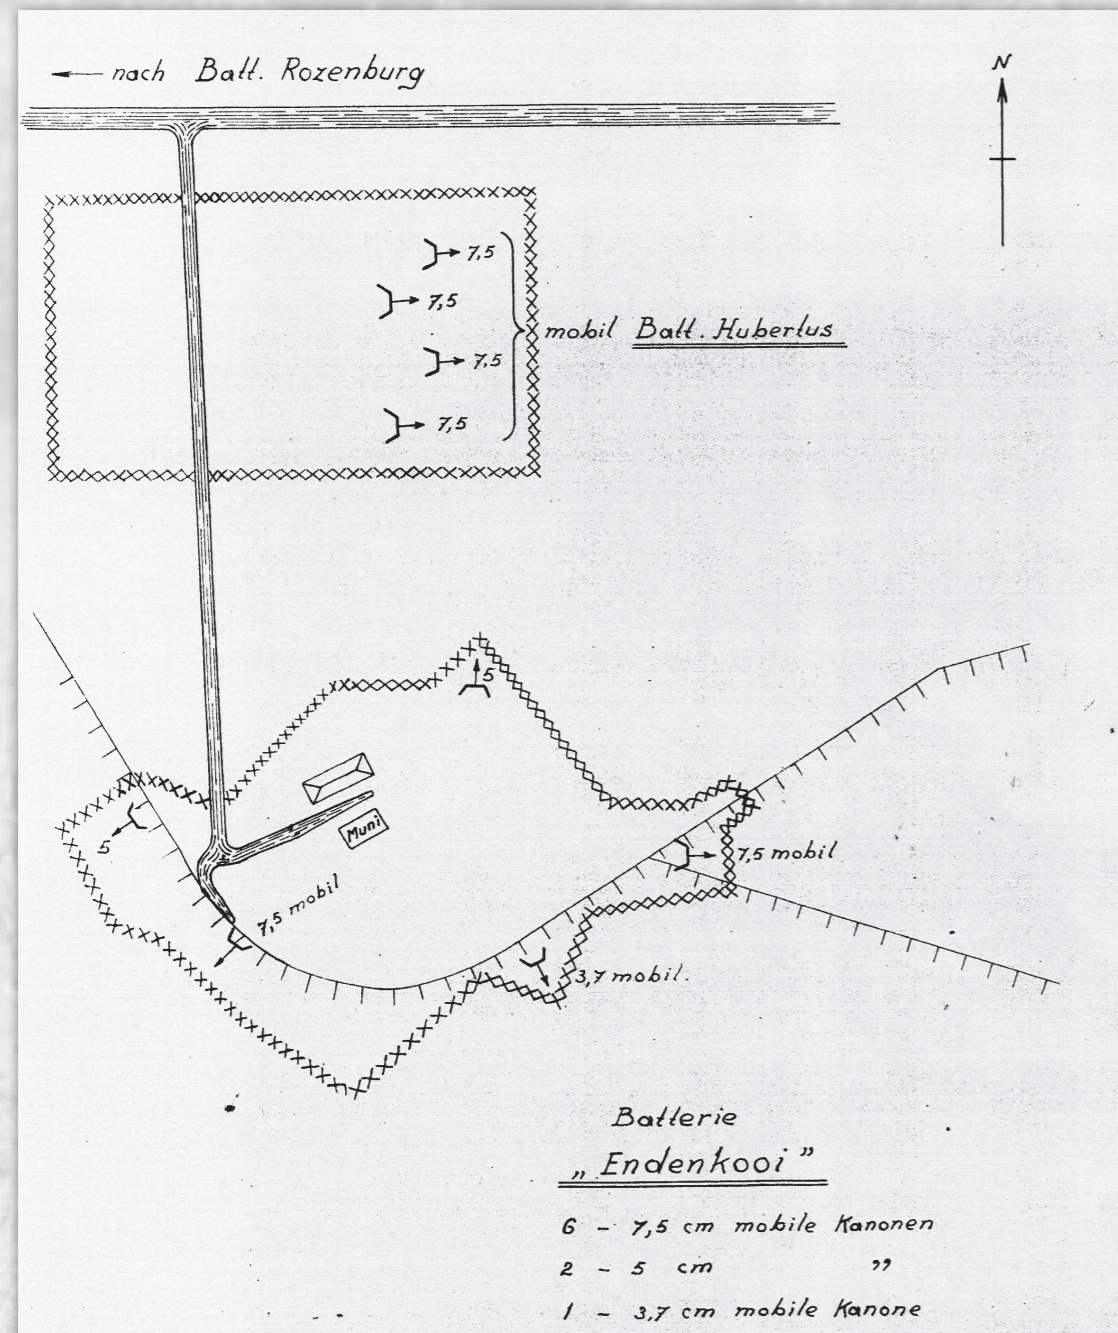 nach Batt. Rozenburg
N
7,5
7,5
mobil Batt. Hubertus
7,5
7,5
5
5
Muni
7,5 mobil
7,5 mobil
3,7 mobil.
Batterie
„Endenkooi”
6 - 7,5 cm mobile Kanonen
2 - 5 cm ”
1 - 3,7 cm mobile Kanone